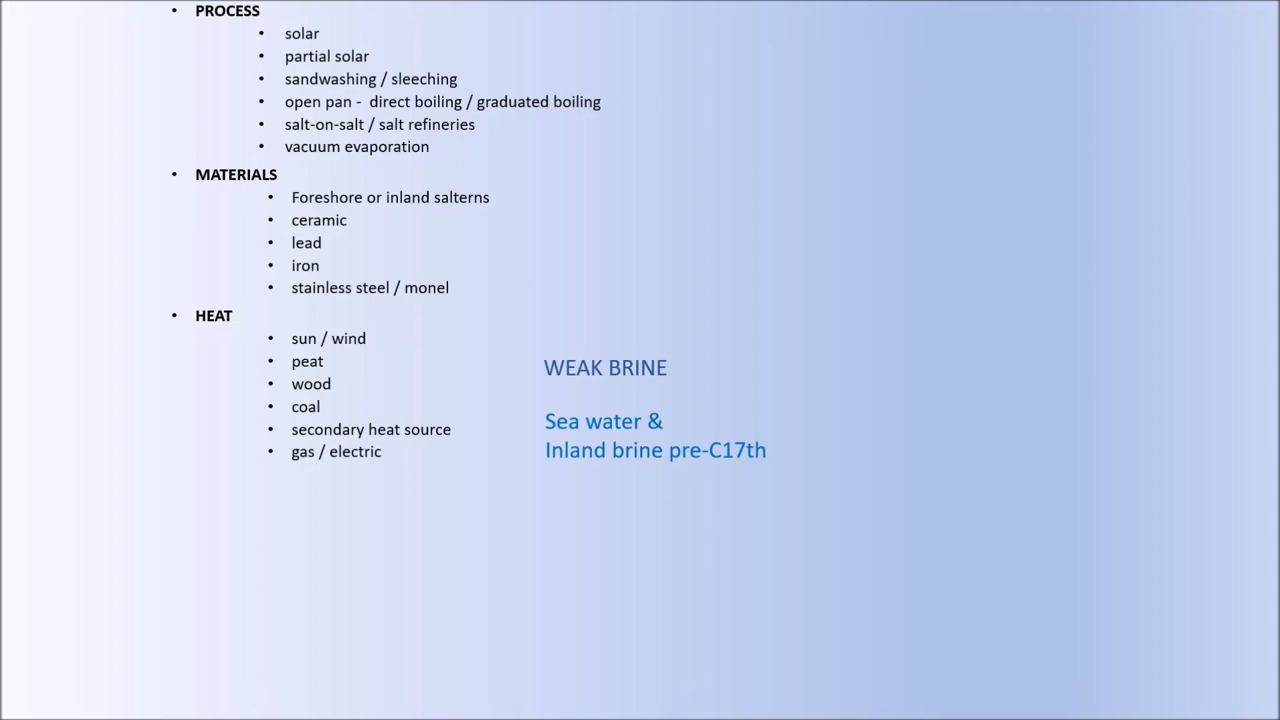 • PROCESS
• solar
• partial solar
• sandwashing / sleeching
• open pan - direct boiling / graduated boiling
• salt-on-salt / salt refineries
• vacuum evaporation
• MATERIALS
• Foreshore or inland salterns
• ceramic
• lead
• iron
• stainless steel / monel
• HEAT
• sun / wind
• peat
• wood
• coal
• secondary heat source
• gas / electric
WEAK BRINE
Sea water &
Inland brine pre-C17th